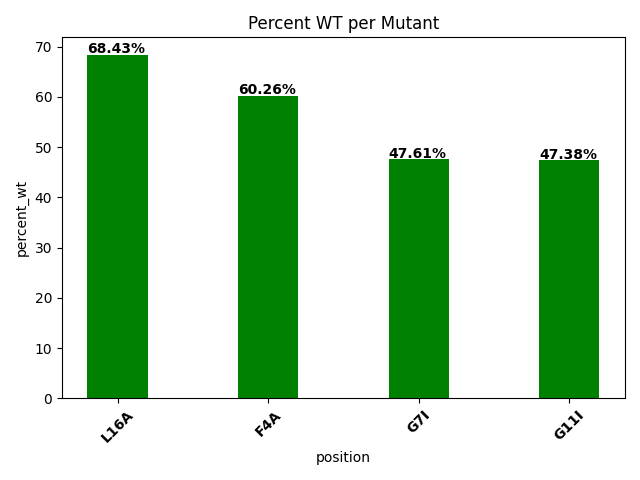 Percent WT per Mutant
70
60
50
40
30
20
10
0
percent_wt
68.43%
60.26%
47.61%
47.38%
L16A
F4A
G7I
G11I
position